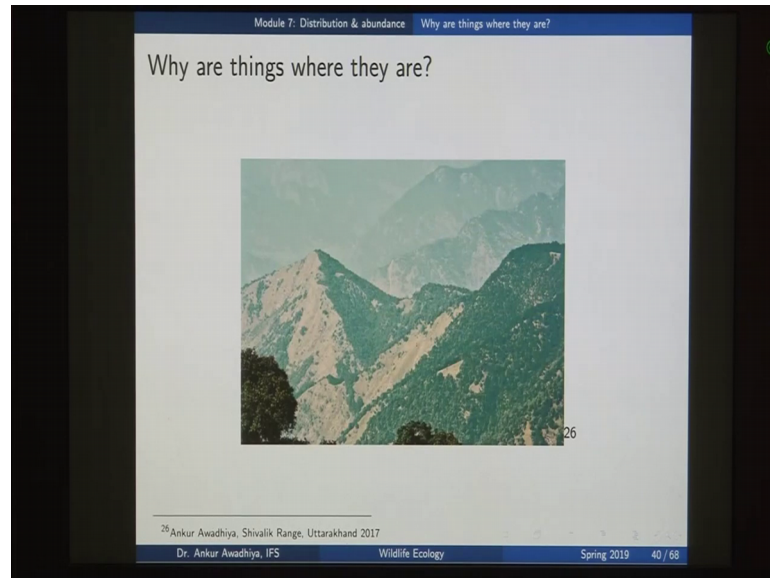 Module 7: Distribution & abundance Why are things where they are?
Why are things where they are?
26
26Ankur Awadhiya, Shivalik Range, Uttarakhand 2017
Dr. Ankur Awadhiya, IFS Wildlife Ecology Spring 2019 40 / 68